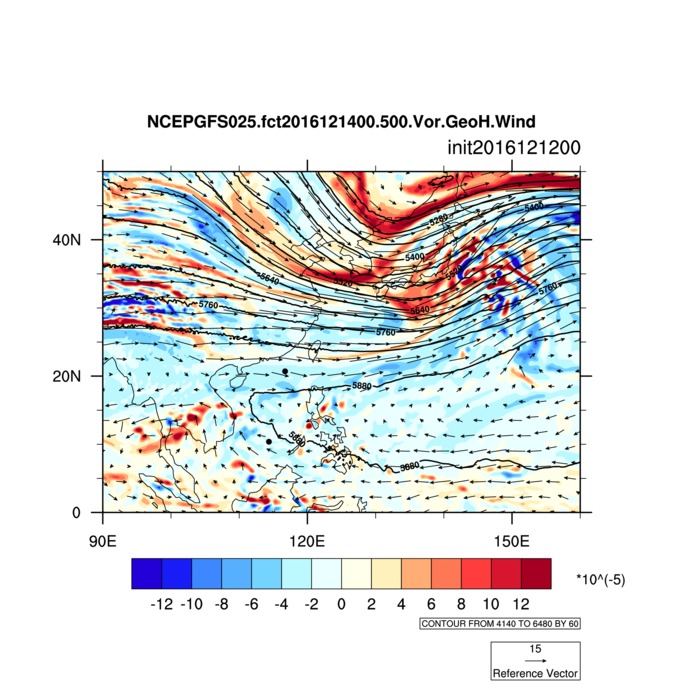 NCEPGFS025.fct2016121400.500.Vor.GeoH.Wind
init2016121200
5280
5400
5400
5520
5640
5640
5760
5760
5760
5880
5880
40N
20N
0
90E 120E 150E
-12 -10 -8 -6 -4 -2 0 2 4 6 8 10 12
*10^(-5)
CONTOUR FROM 4140 TO 6480 BY 60
15
Reference Vector